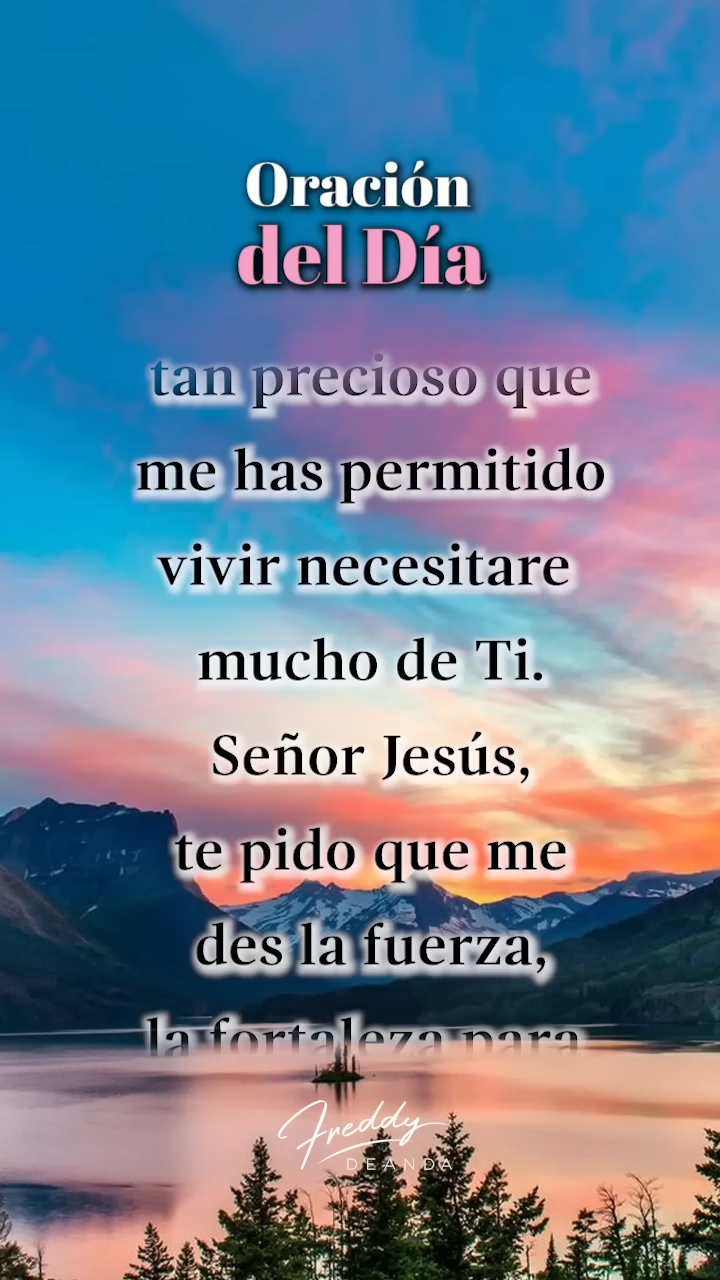 Oración
del Día
tan precioso que
me has permitido
vivir necesitare
mucho de Ti.
Señor Jesús,
te pido que me
des la fuerza,
la fortaleza para
Freddy
DEANDA